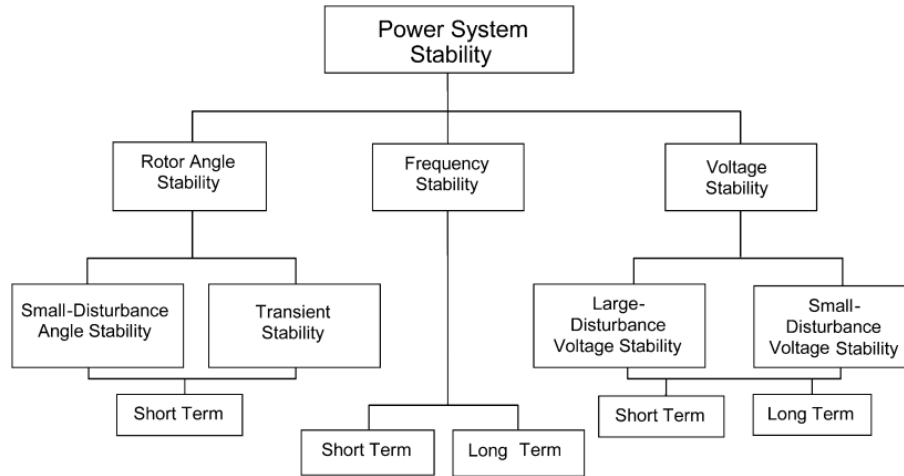 Power System
Stability
Rotor Angle
Stability
Frequency
Stability
Voltage
Stability
Small-Disturbance
Angle Stability
Transient
Stability
Large-
Disturbance
Voltage Stability
Small-
Disturbance
Voltage Stability
Short Term
Short Term
Long Term
Short Term
Long Term